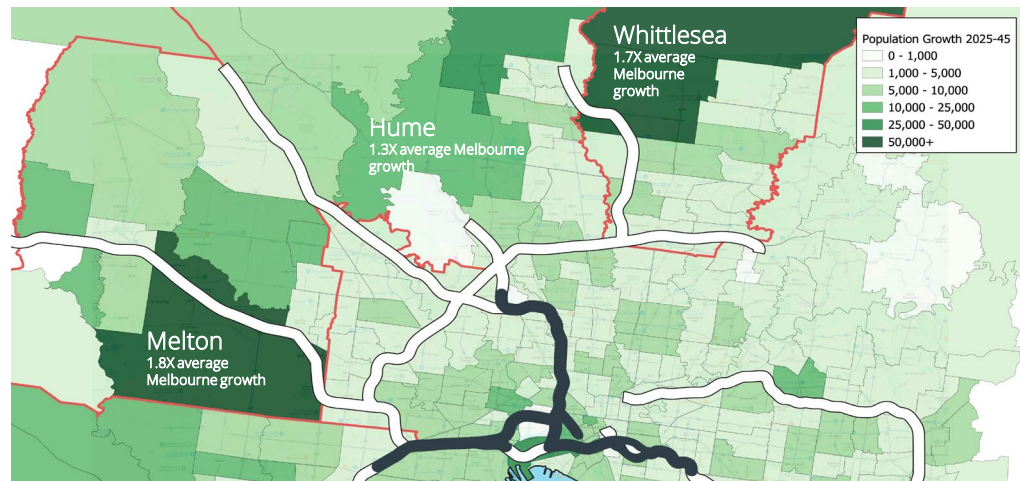 Whittlesea
1.7X average
Melbourne
growth
Population Growth 2025-45
0 - 1,000
1,000 - 5,000
5,000 - 10,000
10,000 - 25,000
25,000 - 50,000
50,000+
Hume
1.3X average Melbourne
growth
Melton
1.8X average
Melbourne growth